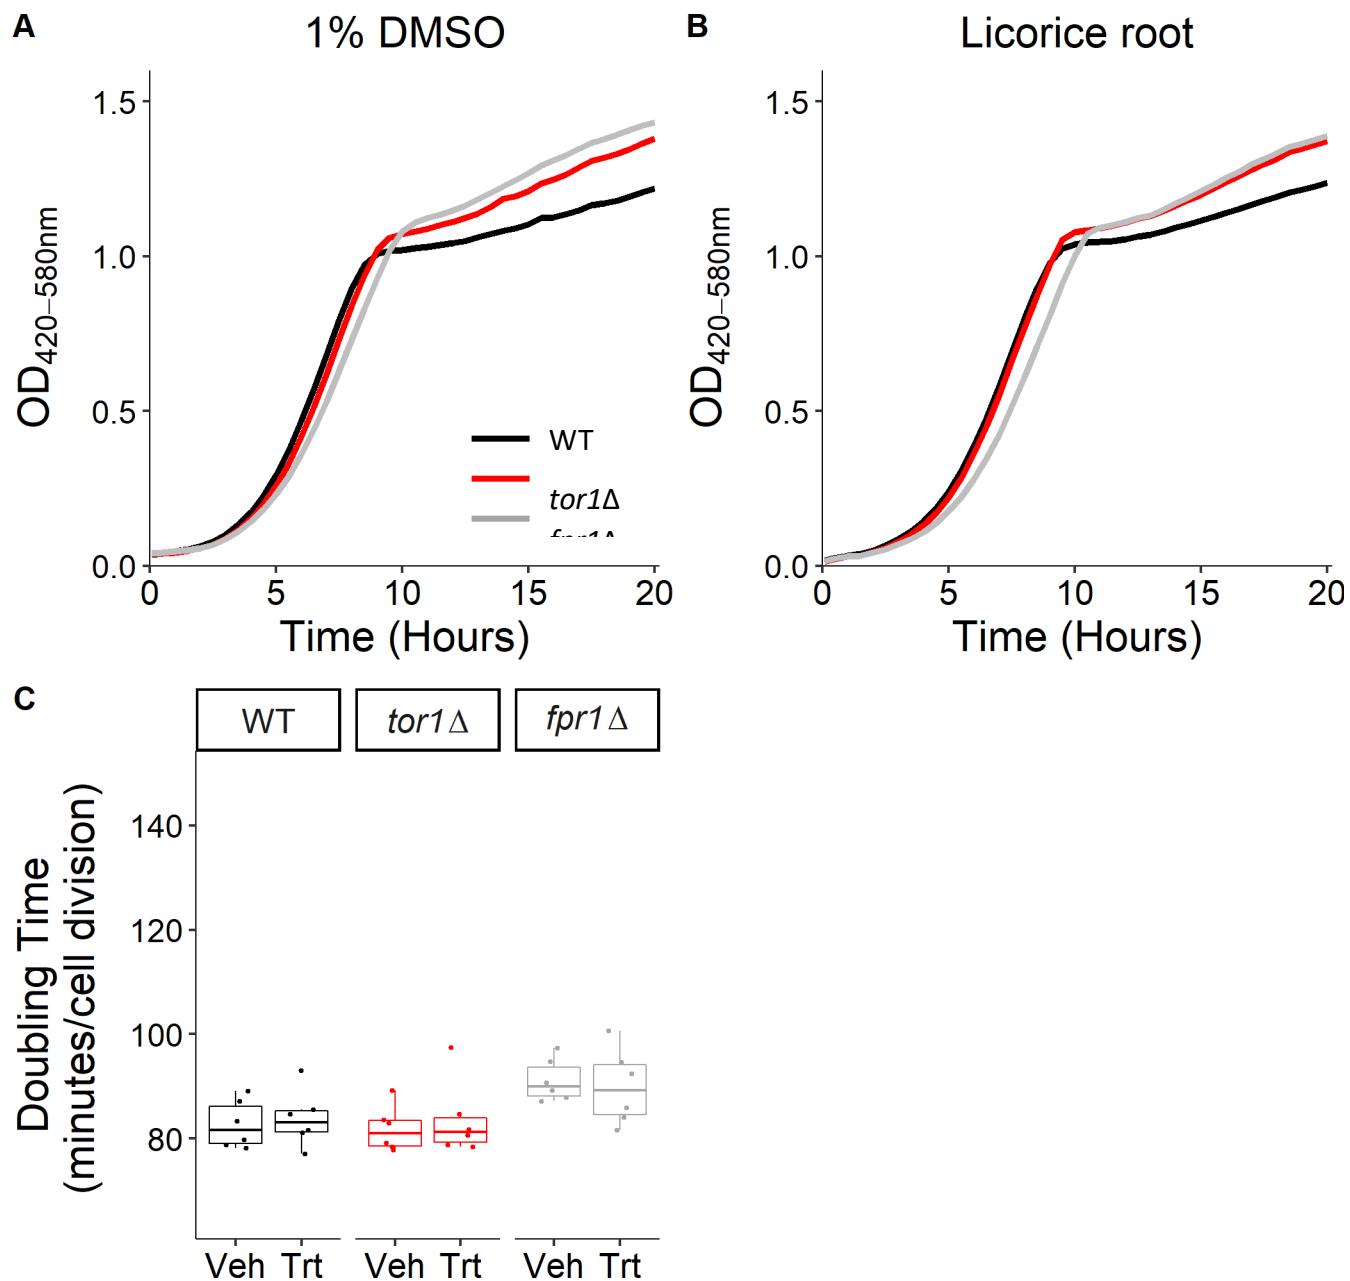 A
1% DMSO
B
Licorice root
1.5
1.0
0.5
0.0
OD420–580nm
WT
tor1Δ
0
5
10
15
20
Time (Hours)
1.5
1.0
0.5
0.0
OD420–580nm
0
5
10
15
20
Time (Hours)
C
WT
tor1Δ
fpr1Δ
140
120
100
80
Doubling Time
(minutes/cell division)
Veh Trt
Veh Trt
Veh Trt